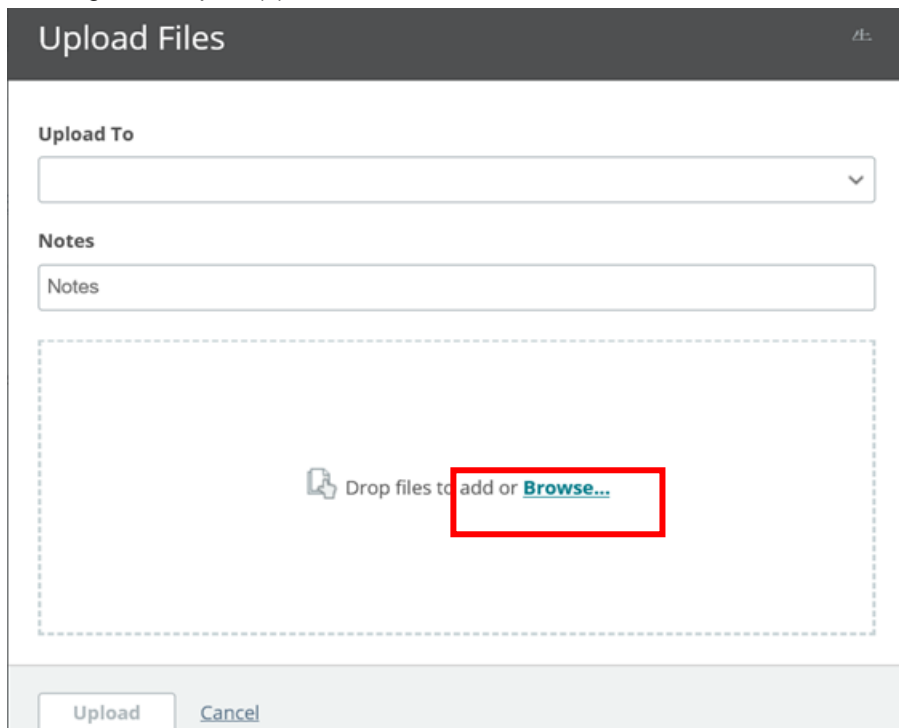 Upload Files
Upload To
Notes
Notes
Drop files to add or Browse...
Upload Cancel